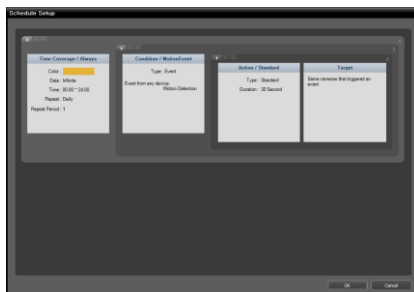 Schedule Setup
Time Coverage / Always
Color :
Date : Infinite
Time : 00:00 ~ 24:00
Repeat : Daily
Repeat Period : 1
Condition / MotionEvent
Type : Event
Event from any device:
Motion Detection
Action / Standard
Type : Standard
Duration : 30 Second
Target
Same cameras that triggered an
event
OK
Cancel